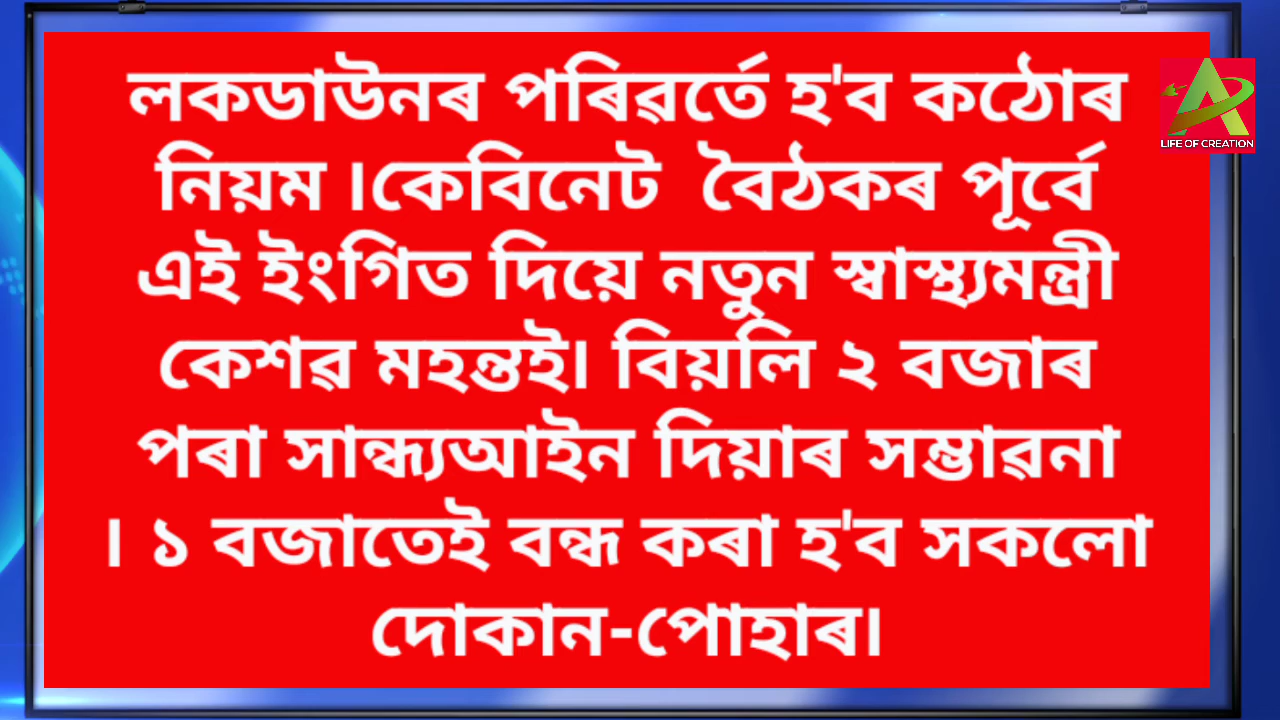 লকডাউনৰ পৰিৱৰ্তে হ'ব কঠোৰ
নিয়ম ।কেবিনেট বৈঠকৰ পূৰ্বে
এই ইংগিত দিয়ে নতুন স্বাস্থ্যমন্ত্ৰী
কেশৱ মহন্তই। বিয়লি ২ বজাৰ
পৰা সান্ধ্যআইন দিয়াৰ সম্ভাৱনা
। ১ বজাতেই বন্ধ কৰা হ'ব সকলো
দোকান-পোহাৰ।
LIFE OF CREATION